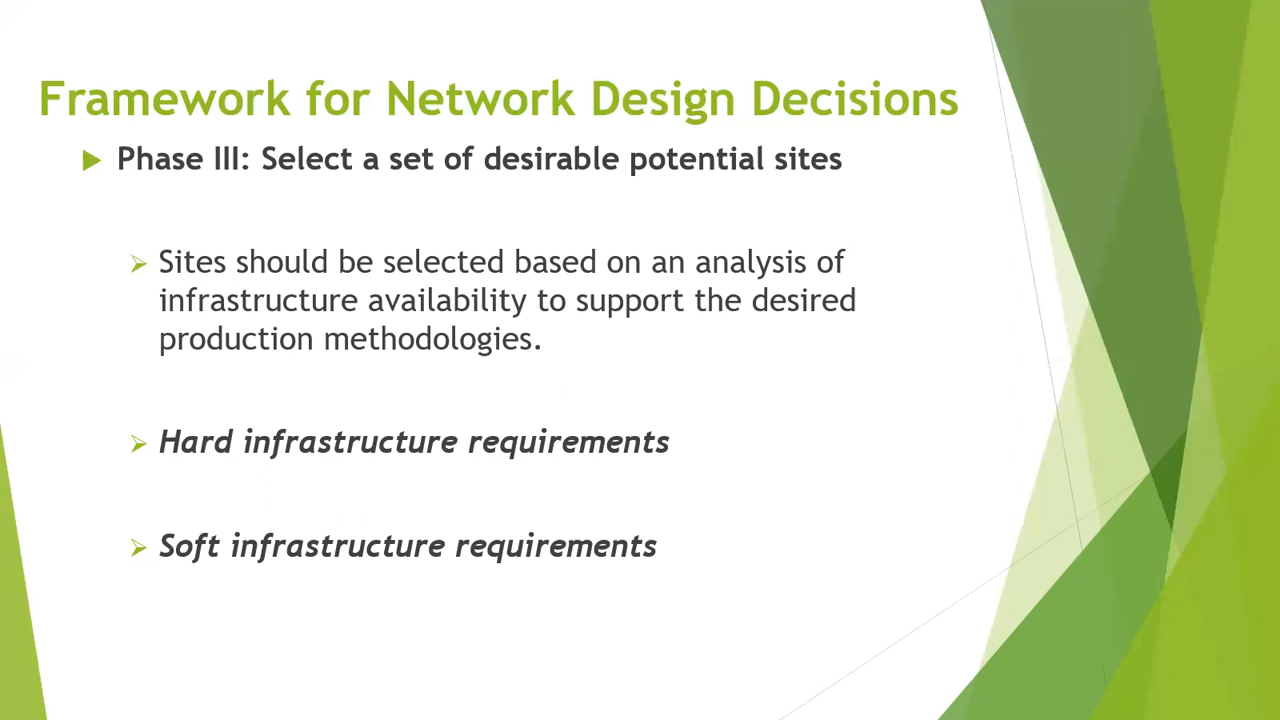 Framework for Network Design Decisions
Phase III: Select a set of desirable potential sites
Sites should be selected based on an analysis of
infrastructure availability to support the desired
production methodologies.
Hard infrastructure requirements
Soft infrastructure requirements